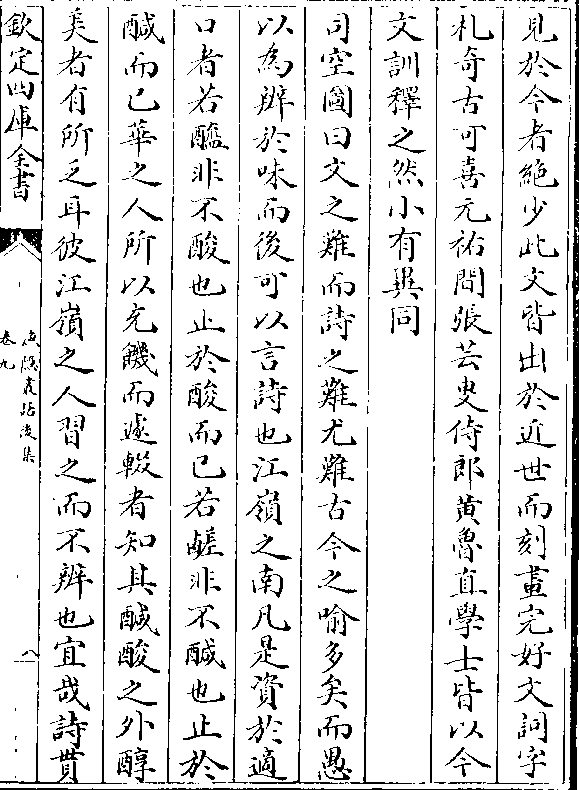 見於今者絶少此文皆出於近世而刻畫完好文詞字
札奇古可喜元祐間張芸叟侍郎黄魯直學士皆以今
文訓釋之然小有異同
司空圖曰文之難而詩之難尤難古今之喻多矣而愚
以為辨於味而後可以言詩也江嶺之南凡是資於適
口者若醯非不酸也止於酸而已若鹺非不鹹也止於
鹹而已華之人所以充饑而遽輟者知其鹹酸之外醇
美者有所乏耳彼江嶺之人習之而不辨也宜哉詩貫
欽定四庫全書
漁隱叢話後集
卷九
八